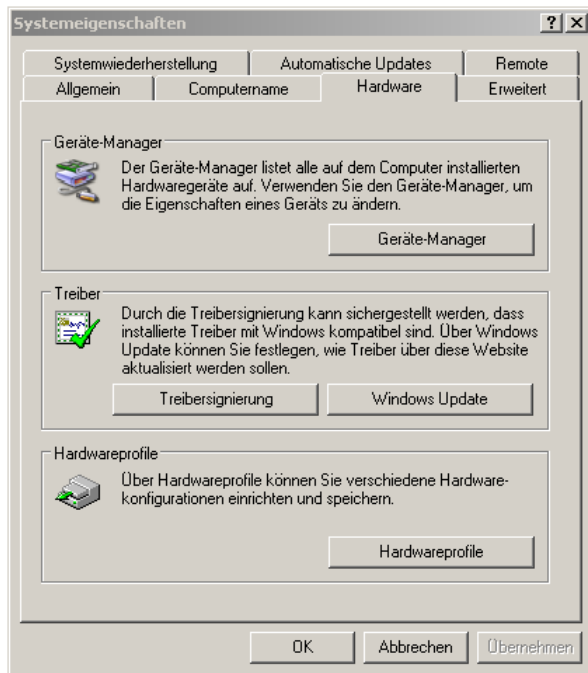 Systemeigenschaften
Systemwiederherstellung Automatische Updates Remote
Allgemein Computername Hardware Erweitert
Geräte-Manager
Der Geräte-Manager listet alle auf dem Computer installierten
Hardwaregeräte auf. Verwenden Sie den Geräte-Manager, um
die Eigenschaften eines Geräts zu ändern.
Geräte-Manager
Treiber
Durch die Treibersignierung kann sichergestellt werden, dass
installierte Treiber mit Windows kompatibel sind. Über Windows
Update können Sie festlegen, wie Treiber über diese Website
aktualisiert werden sollen.
Treibersignierung Windows Update
Hardwareprofile
Über Hardwareprofile können Sie verschiedene Hardware-
konfigurationen einrichten und speichern.
Hardwareprofile
OK Abbrechen Übernehmen